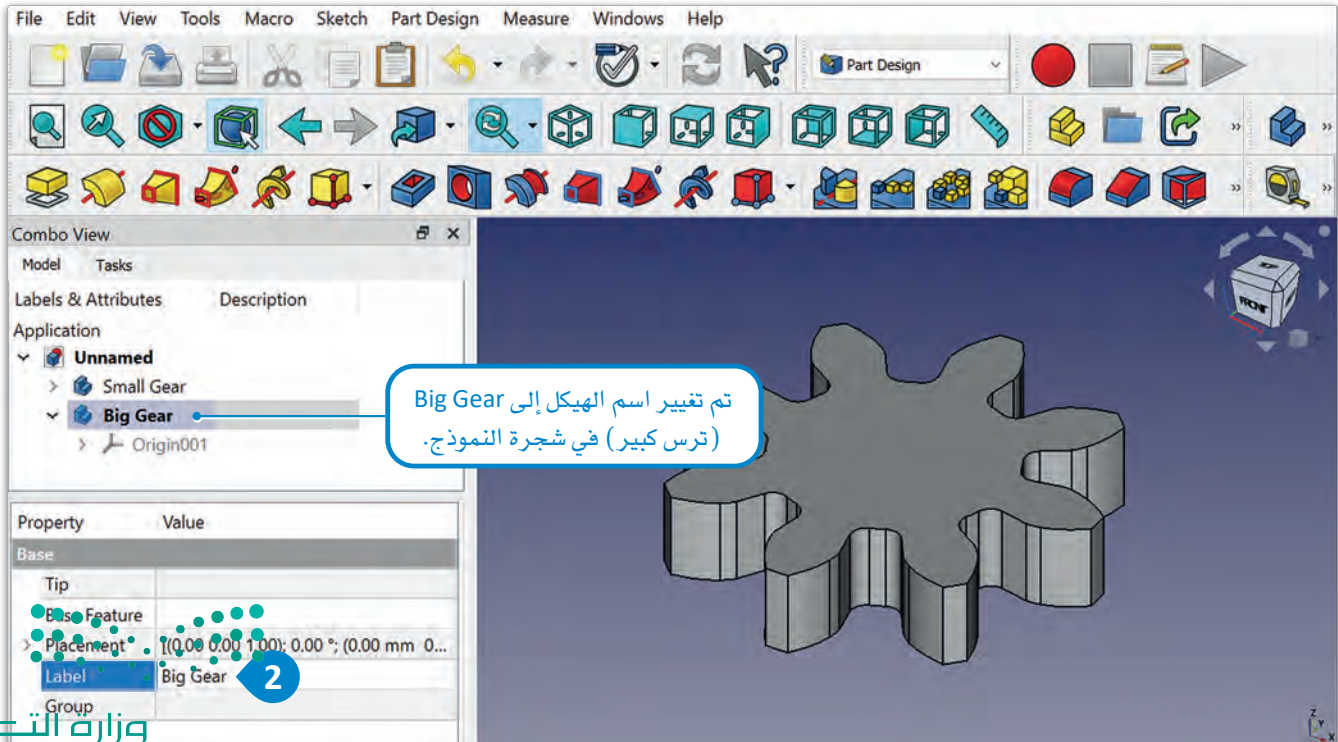 File Edit View Tools Macro Sketch Part Design Measure Windows Help
Part Design
Combo View
Model Tasks
Labels & Attributes Description
Application
Unnamed
Small Gear
Big Gear
Origin001
تم تغيير اسم الهيكل إلى Big Gear
(ترس كبير) في شجرة النموذج.
TOP
FRONT
Property Value
Base
Tip
Base Feature
Placement [(0.00 0.00 1.00); 0.00 °; (0.00 mm 0...
Label Big Gear
2
Group
وزارة التـ
Z
Y
X